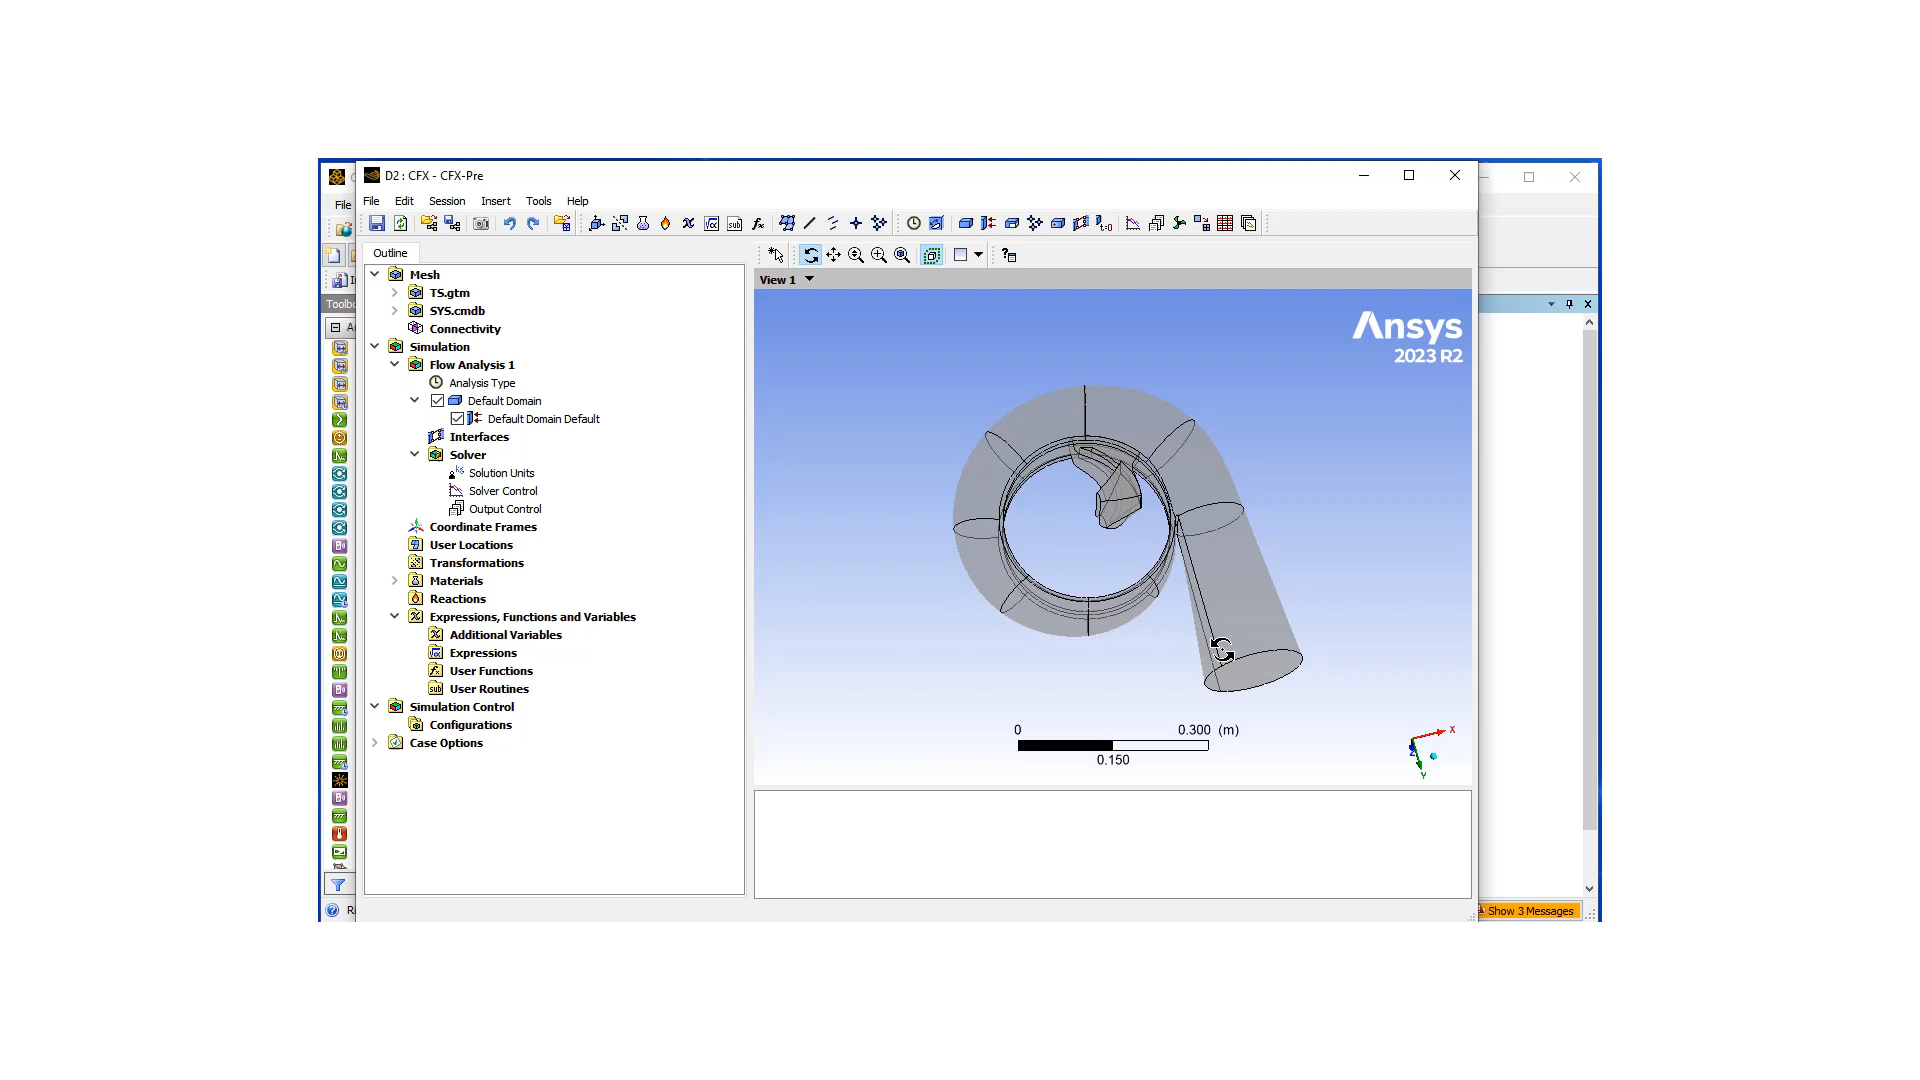 D2 : CFX - CFX-Pre
File
File Edit Session Insert Tools Help
Outline
Mesh
TS.gtm
SYS.cmdb
Connectivity
Simulation
Flow Analysis 1
Analysis Type
Default Domain
Default Domain Default
Interfaces
Solver
Solution Units
Solver Control
Output Control
Coordinate Frames
User Locations
Transformations
Materials
Reactions
Expressions, Functions and Variables
Additional Variables
Expressions
User Functions
User Routines
Simulation Control
Configurations
Case Options
View 1
Ansys
2023 R2
0 0.300 (m)
0.150
X
Y
Z
Show 3 Messages